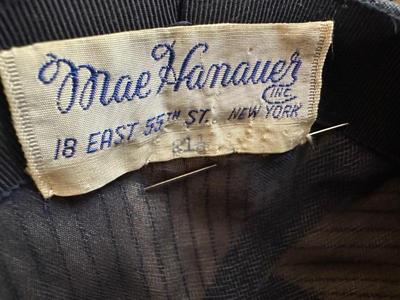 Mae Hanauer
INC.
18 EAST 55TH ST. NEW YORK